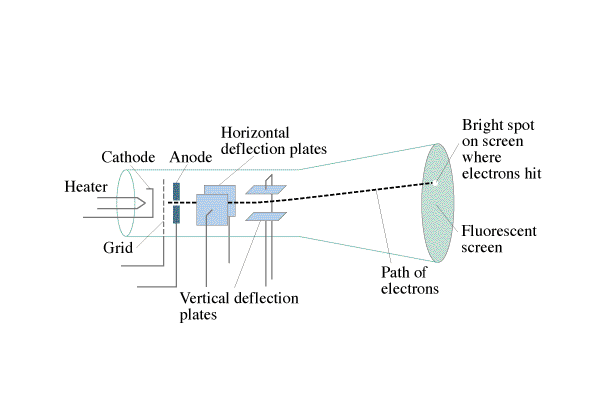 Horizontal
deflection plates
Cathode
Anode
Heater
Grid
Vertical deflection
plates
Bright spot
on screen
where
electrons hit
Fluorescent
screen
Path of
electrons